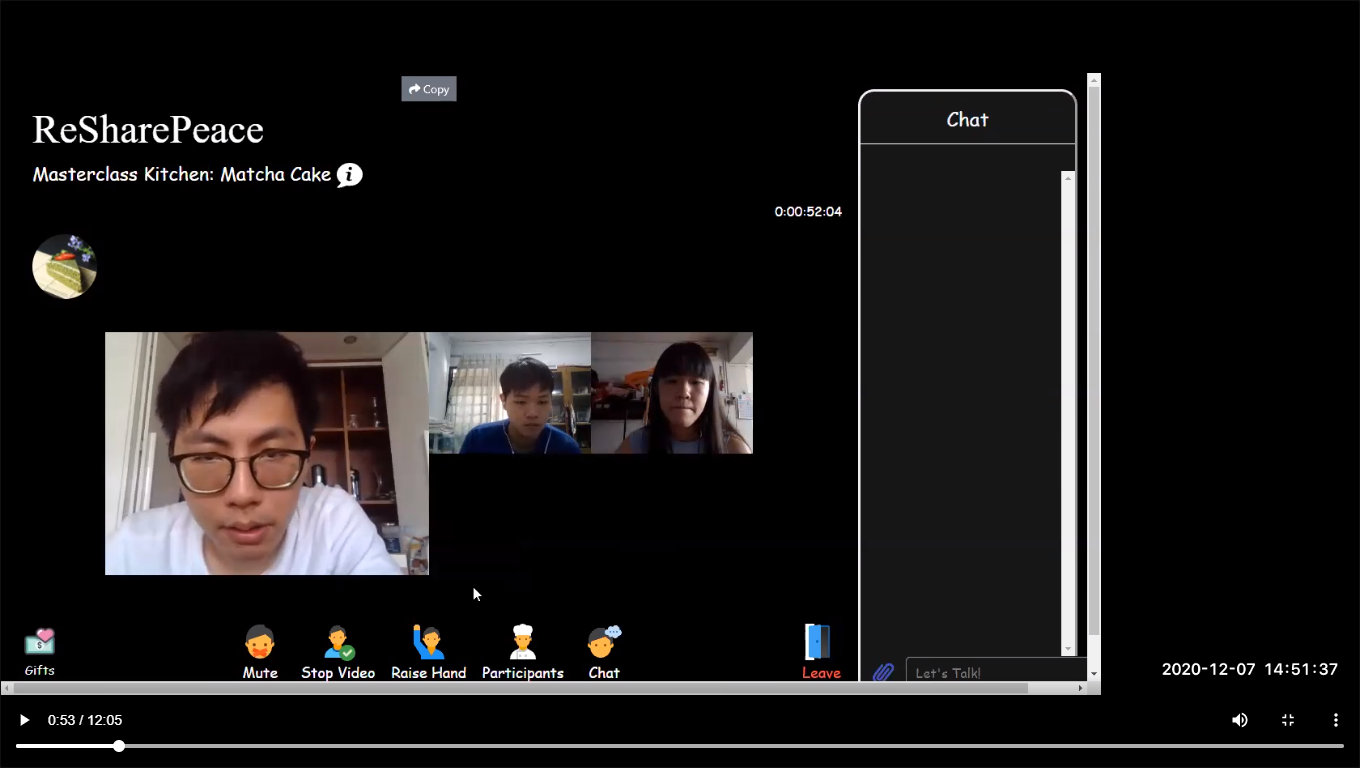 Copy
ReSharePeace
Masterclass Kitchen: Matcha Cake i
0:00:52:04
Chat
Gifts
Mute
Stop Video
Raise Hand
Participants
Chat
Leave
Let's Talk!
2020-12-07 14:51:37
0:53 / 12:05